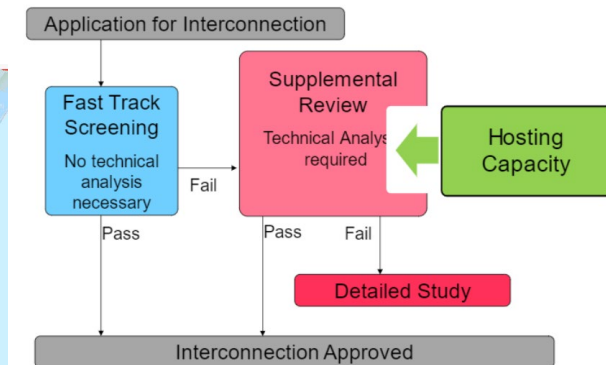 Application for Interconnection
Fast Track
Screening
No technical
analysis
necessary
Fail
Pass
Supplemental
Review
Technical Analys
required
Hosting
Capacity
Pass
Fail
Detailed Study
Interconnection Approved